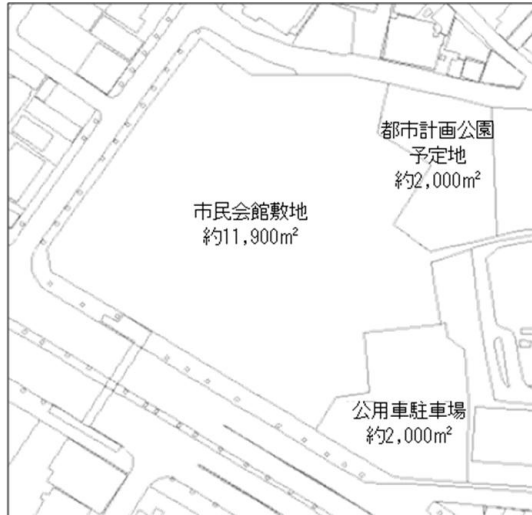 都市計画公園
予定地
約2,000㎡
市民会館敷地
約11,900㎡
公用車駐車場
約2,000㎡